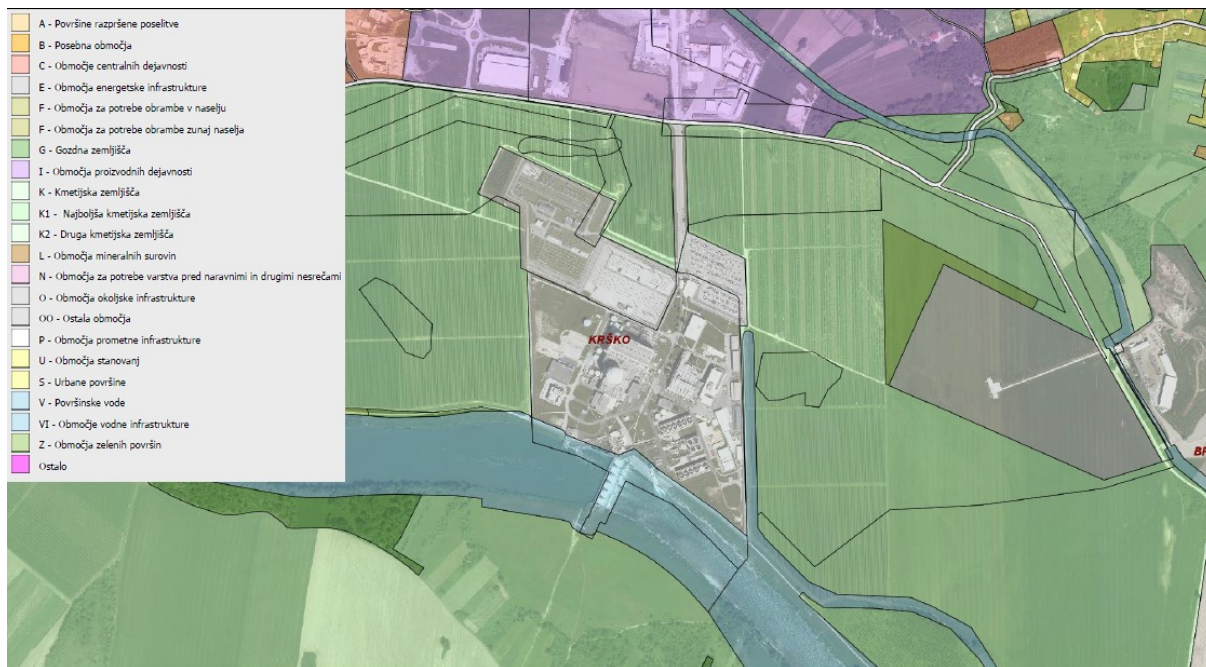 A - Površine razpršene poselitve
B - Posebna območja
C - Območje centralnih dejavnosti
E - Območja energetske infrastrukture
F - Območja za potrebe obrambe v naselju
F - Območja za potrebe obrambe zunaj naselja
G - Gozdna zemljišča
I - Območja proizvodnih dejavnosti
K - Kmetijska zemljišča
K1 - Najboljša kmetijska zemljišča
K2 - Druga kmetijska zemljišča
L - Območja mineralnih surovin
N - Območja za potrebe varstva pred naravnimi in drugimi nesrečami
O - Območja okoljske infrastrukture
OO - Ostala območja
P - Območja prometne infrastrukture
U - Območja stanovanj
S - Urbane površine
V - Površinske vode
VI - Območje vodne infrastrukture
Z - Območja zelenih površin
Ostalo
KRŠKO